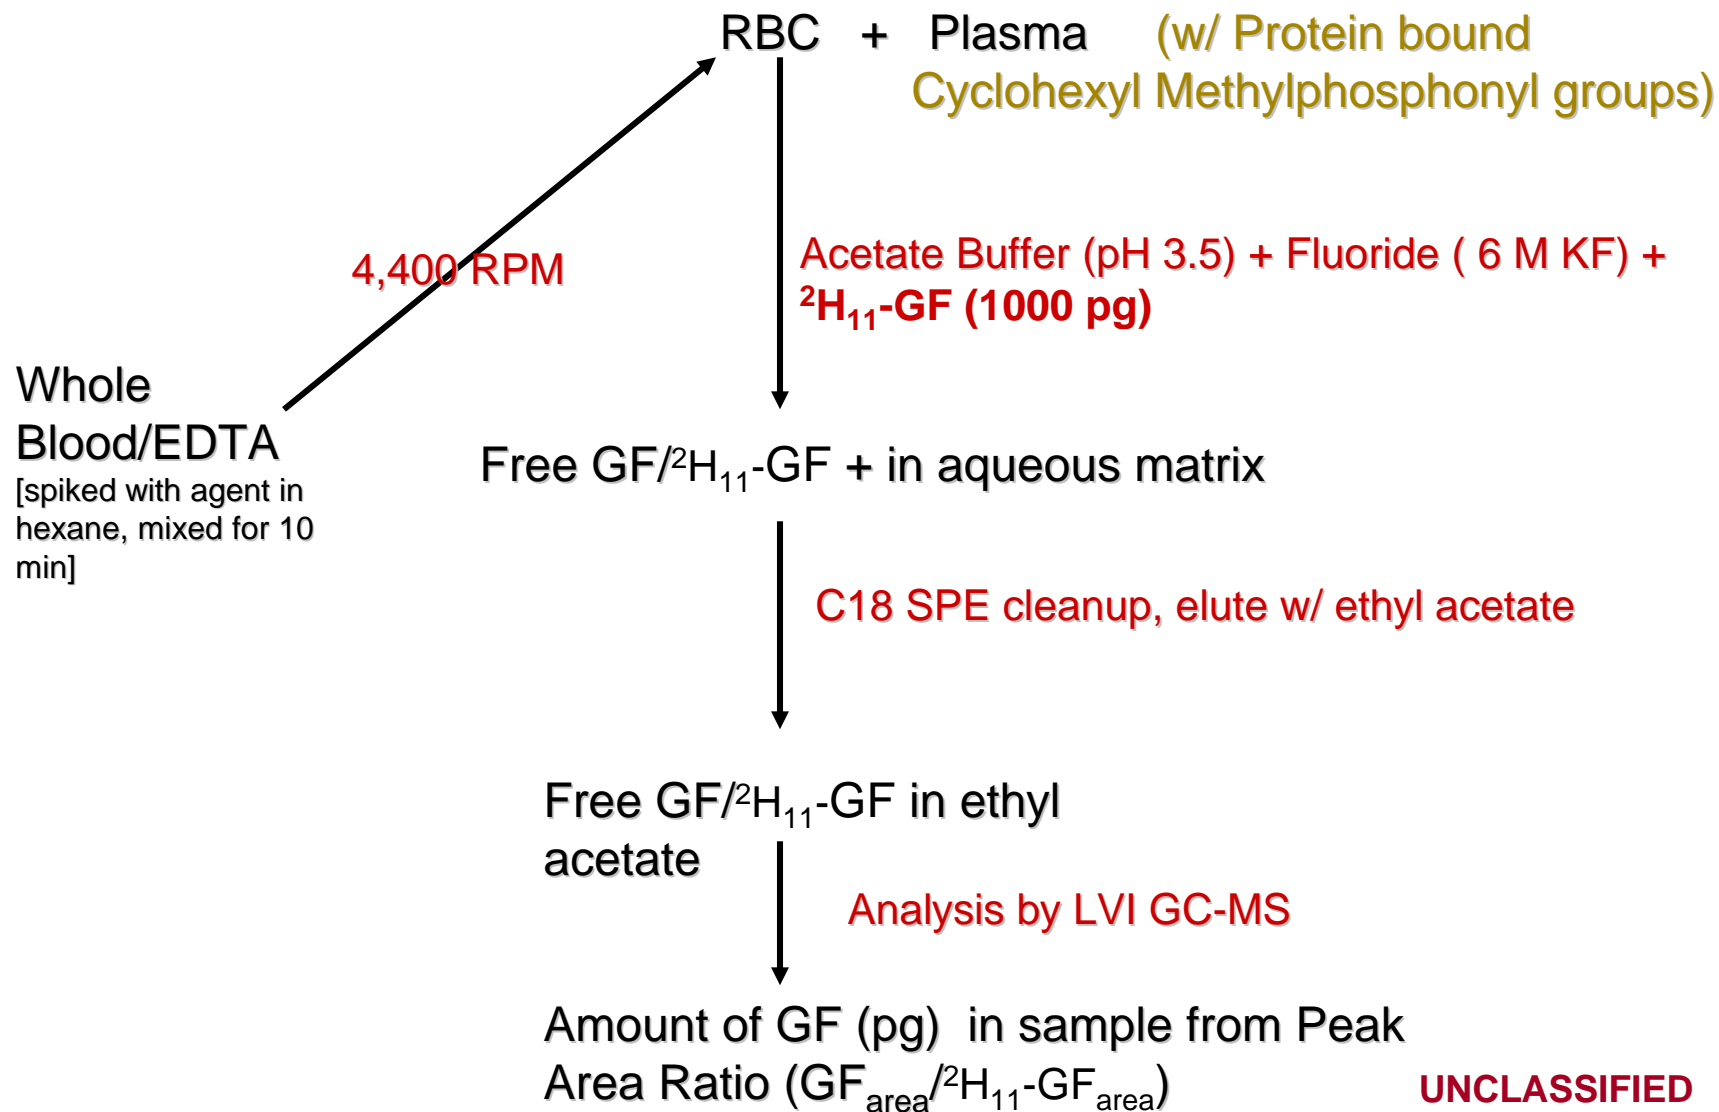 RBC + Plasma (w/ Protein bound
Cyclohexyl Methylphosphonyl groups)
4,400 RPM
Acetate Buffer (pH 3.5) + Fluoride ( 6 M KF) +
²H₁₁-GF (1000 pg)
Whole
Blood/EDTA
[spiked with agent in
hexane, mixed for 10
min]
Free GF/²H₁₁-GF + in aqueous matrix
C18 SPE cleanup, elute w/ ethyl acetate
Free GF/²H₁₁-GF in ethyl
acetate
Analysis by LVI GC-MS
Amount of GF (pg) in sample from Peak
Area Ratio (GFarea/²H₁₁-GFarea)
UNCLASSIFIED